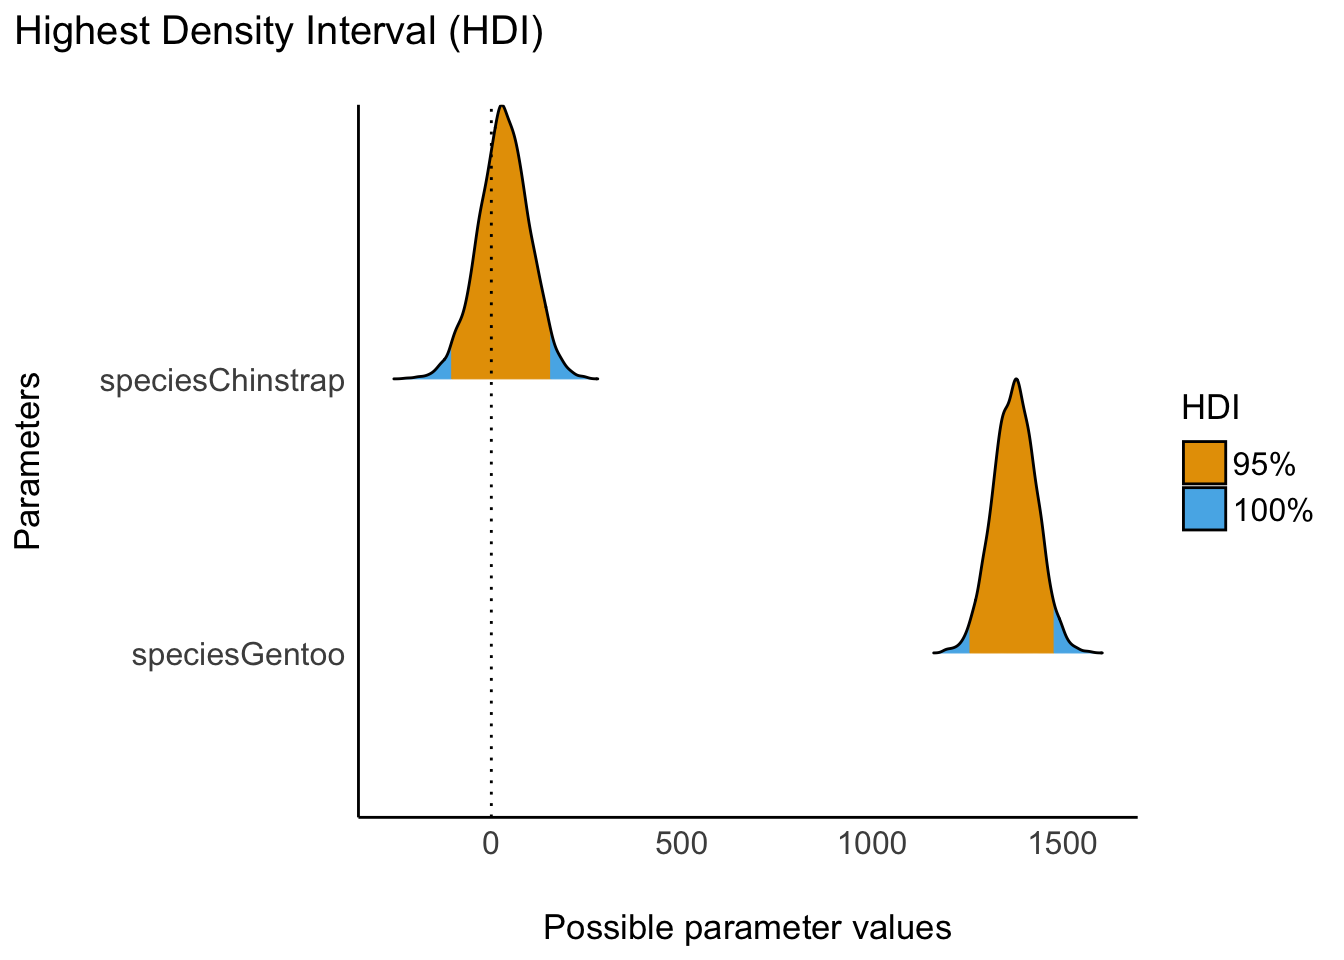 Highest Density Interval (HDI)
Parameters
speciesChinstrap
speciesGentoo
0 500 1000 1500
Possible parameter values
HDI
95%
100%